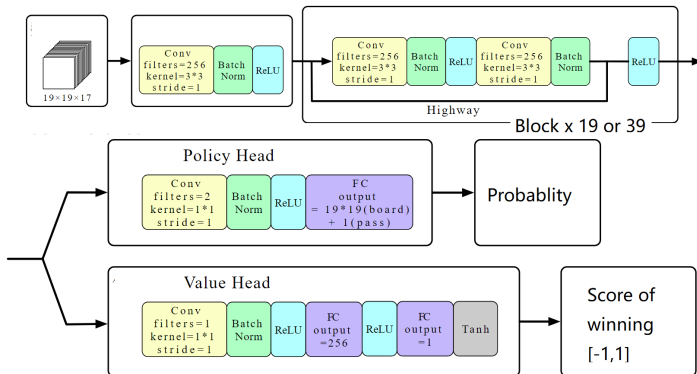 19×19×17
Conv
filters=256
kernel=3*3
stride=1
Batch
Norm
ReLU
Conv
filters=256
kernel=3*3
stride=1
Batch
Norm
ReLU
Conv
filters=256
kernel=3*3
stride=1
Batch
Norm
ReLU
Highway
Block x 19 or 39
Policy Head
Conv
filters=2
kernel=1*1
stride=1
Batch
Norm
ReLU
FC
output
= 19*19(board)
+ 1(pass)
Probablity
Value Head
Conv
filters=1
kernel=1*1
stride=1
Batch
Norm
ReLU
FC
output
=256
ReLU
FC
output
=1
Tanh
Score of
winning
[-1,1]